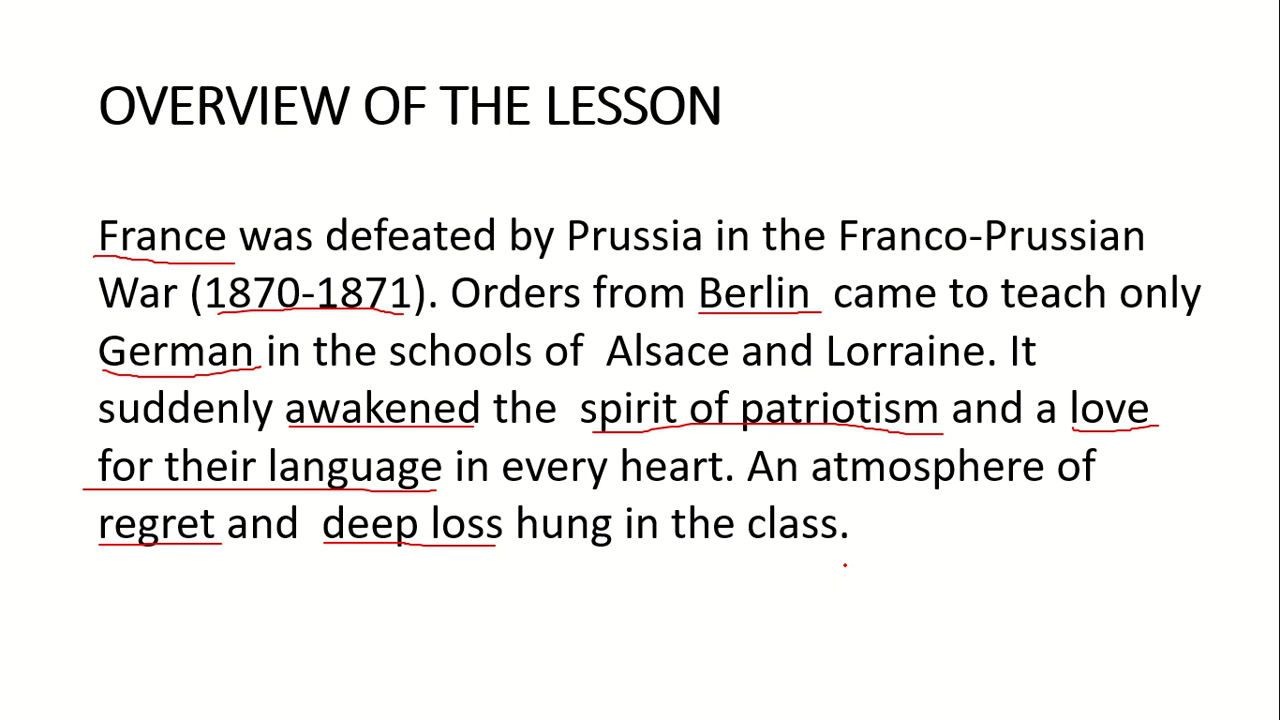 OVERVIEW OF THE LESSON
France was defeated by Prussia in the Franco-Prussian
War (1870-1871). Orders from Berlin came to teach only
German in the schools of Alsace and Lorraine. It
suddenly awakened the spirit of patriotism and a love
for their language in every heart. An atmosphere of
regret and deep loss hung in the class.